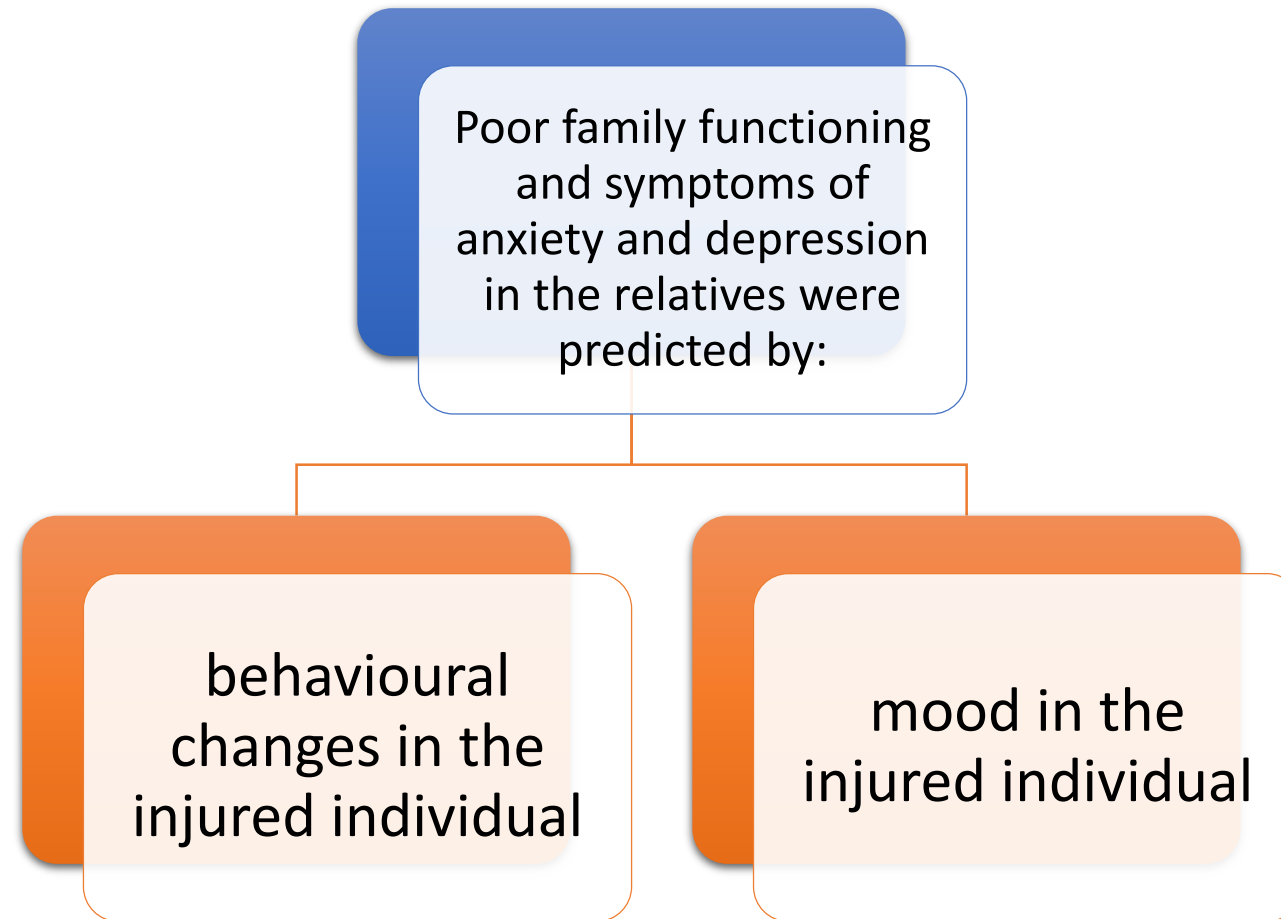 Poor family functioning
and symptoms of
anxiety and depression
in the relatives were
predicted by:
behavioural
changes in the
injured individual
mood in the
injured individual